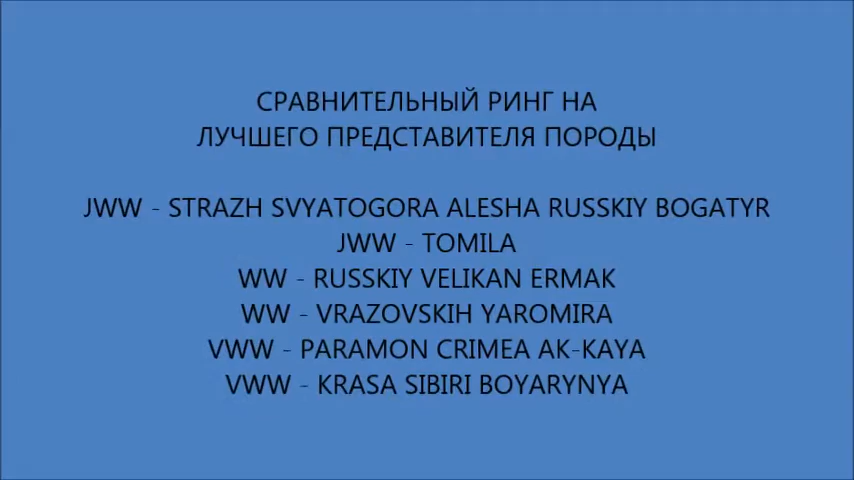 СРАВНИТЕЛЬНЫЙ РИНГ НА
ЛУЧШЕГО ПРЕДСТАВИТЕЛЯ ПОРОДЫ
JWW - STRAZH SVYATOGORA ALESHA RUSSKIY BOGATYR
JWW - TOMILA
WW - RUSSKIY VELIKAN ERMAK
WW - VRAZOVSKIH YAROMIRA
VWW - PARAMON CRIMEA AK-KAYA
VWW - KRASA SIBIRI BOYARYNYA